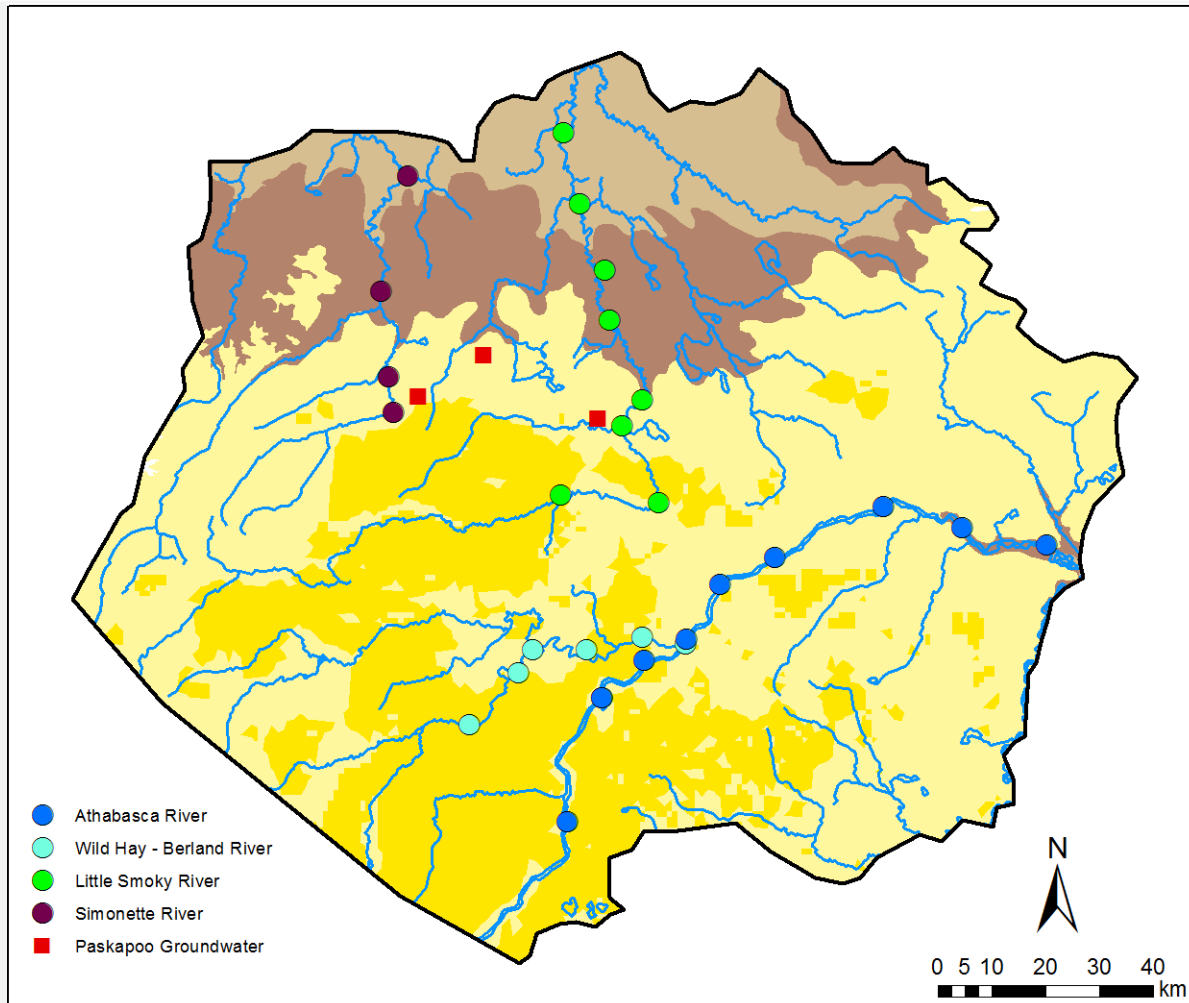 Athabasca River
Wild Hay - Berland River
Little Smoky River
Simonette River
Paskapoo Groundwater
N
0 5 10 20 30 40
km